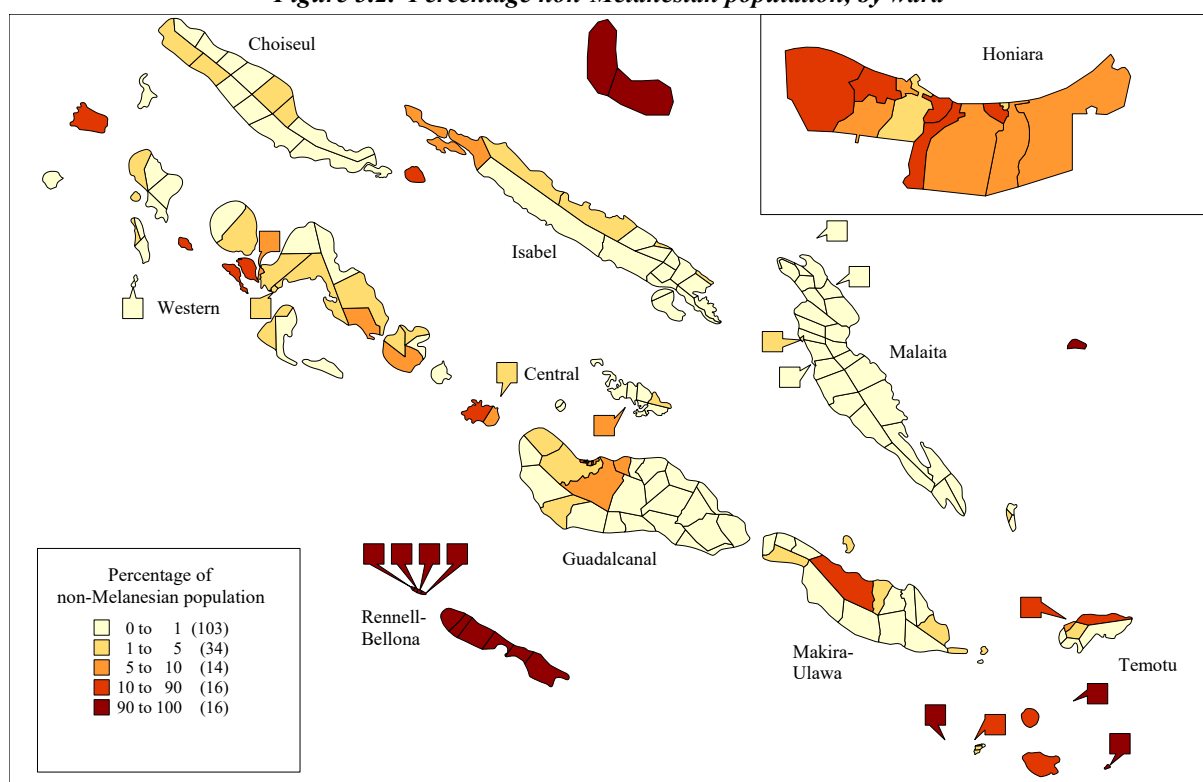 Figure Percentage non-Melanesian population, by ward
Choiseul
Honiara
Isabel
Western
Malaita
Central
Guadalcanal
Rennell-
Bellona
Makira-
Ulawa
Temotu
Percentage of
non-Melanesian population
0 to 1 (103)
1 to 5 (34)
5 to 10 (14)
10 to 90 (16)
90 to 100 (16)